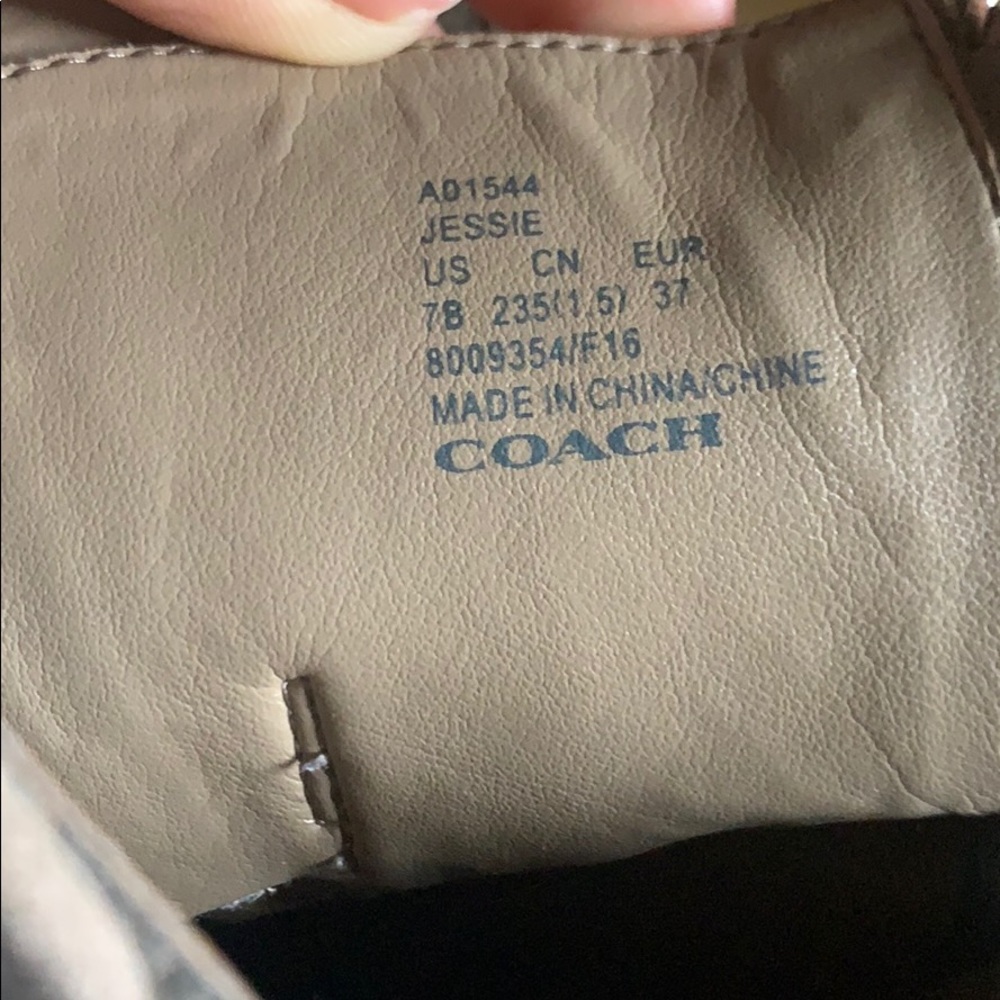 A01544
JESSIE
US CN EUR
7B 235(1.5) 37
8009354/F16
MADE IN CHINA/CHINE
COACH